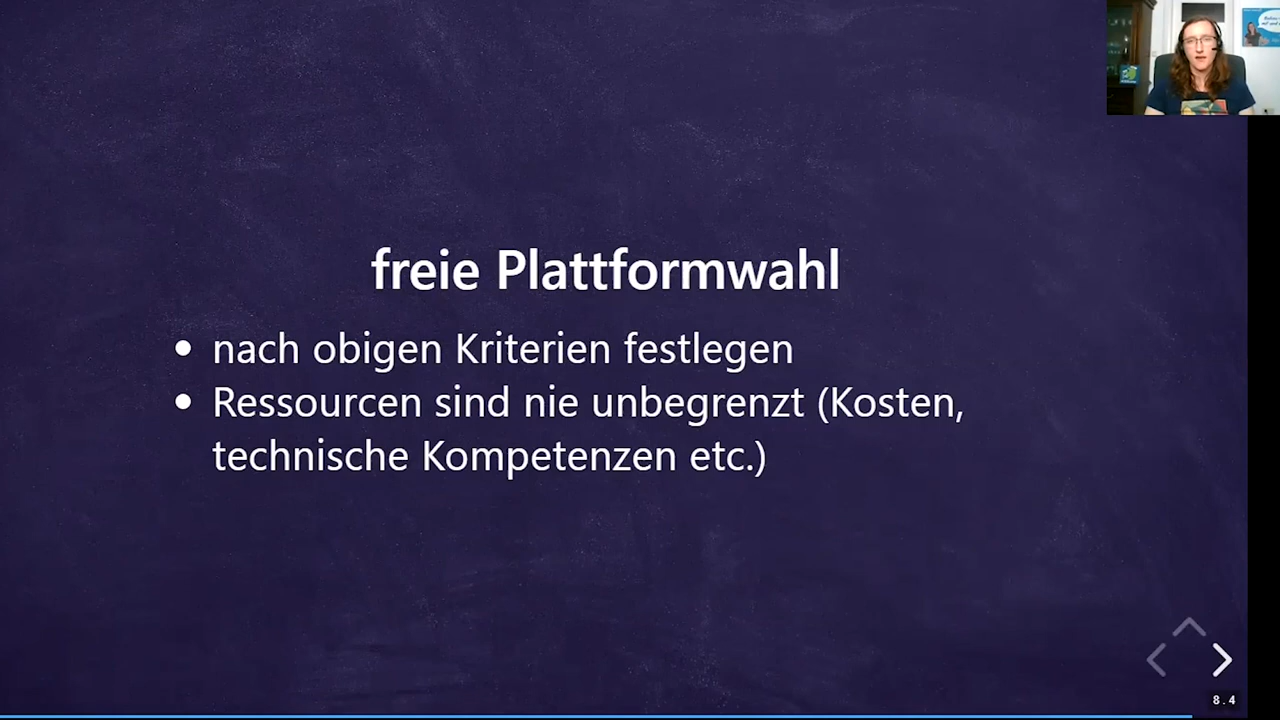 freie Plattformwahl
• nach obigen Kriterien festlegen
• Ressourcen sind nie unbegrenzt (Kosten,
technische Kompetenzen etc.)
8.4